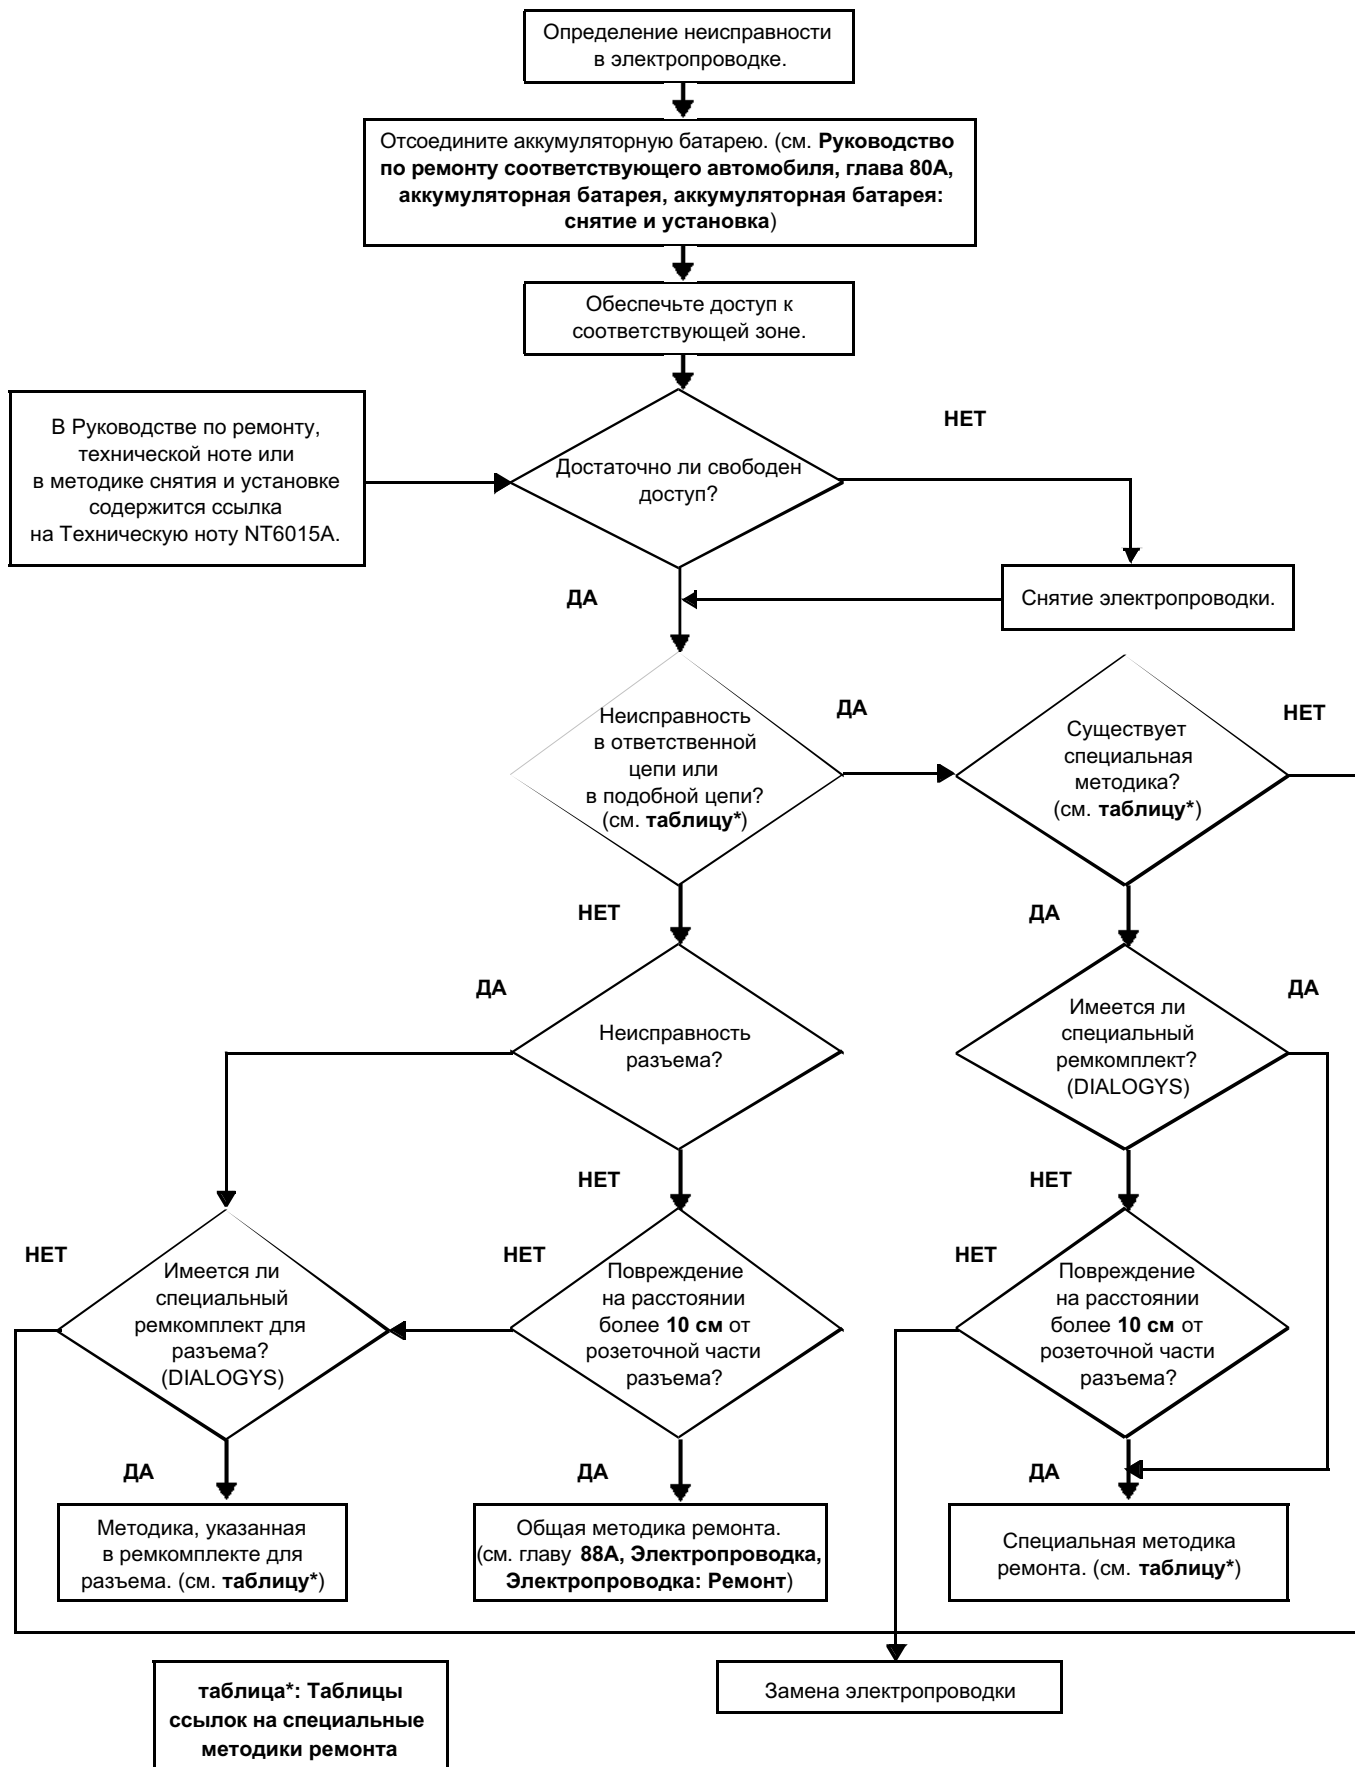 Определение неисправности
в электропроводке.
Отсоедините аккумуляторную батарею. (см. Руководство
по ремонту соответствующего автомобиля, глава 80A,
аккумуляторная батарея, аккумуляторная батарея:
снятие и установка)
Обеспечьте доступ к
соответствующей зоне.
В Руководстве по ремонту,
технической ноте или
в методике снятия и установке
содержится ссылка
на Техническую ноту NT6015A.
Достаточно ли свободен
доступ?
НЕТ
ДА
Снятие электропроводки.
Неисправность
в ответственной
цепи или
в подобной цепи?
(см. таблицу*)
ДА
Существует
специальная
методика?
(см. таблицу*)
НЕТ
НЕТ
ДА
ДА
Неисправность
разъема?
Имеется ли
специальный
ремкомплект?
(DIALOGYS)
ДА
НЕТ
НЕТ
НЕТ
Имеется ли
специальный
ремкомплект для
разъема?
(DIALOGYS)
НЕТ
Повреждение
на расстоянии
более 10 см от
розеточной части
разъема?
НЕТ
Повреждение
на расстоянии
более 10 см от
розеточной части
разъема?
ДА
ДА
ДА
Методика, указанная
в ремкомплекте для
разъема. (см. таблицу*)
Общая методика ремонта.
(см. главу 88A, Электропроводка,
Электропроводка: Ремонт)
Специальная методика
ремонта. (см. таблицу*)
таблица*: Таблицы
ссылок на специальные
методики ремонта
Замена электропроводки